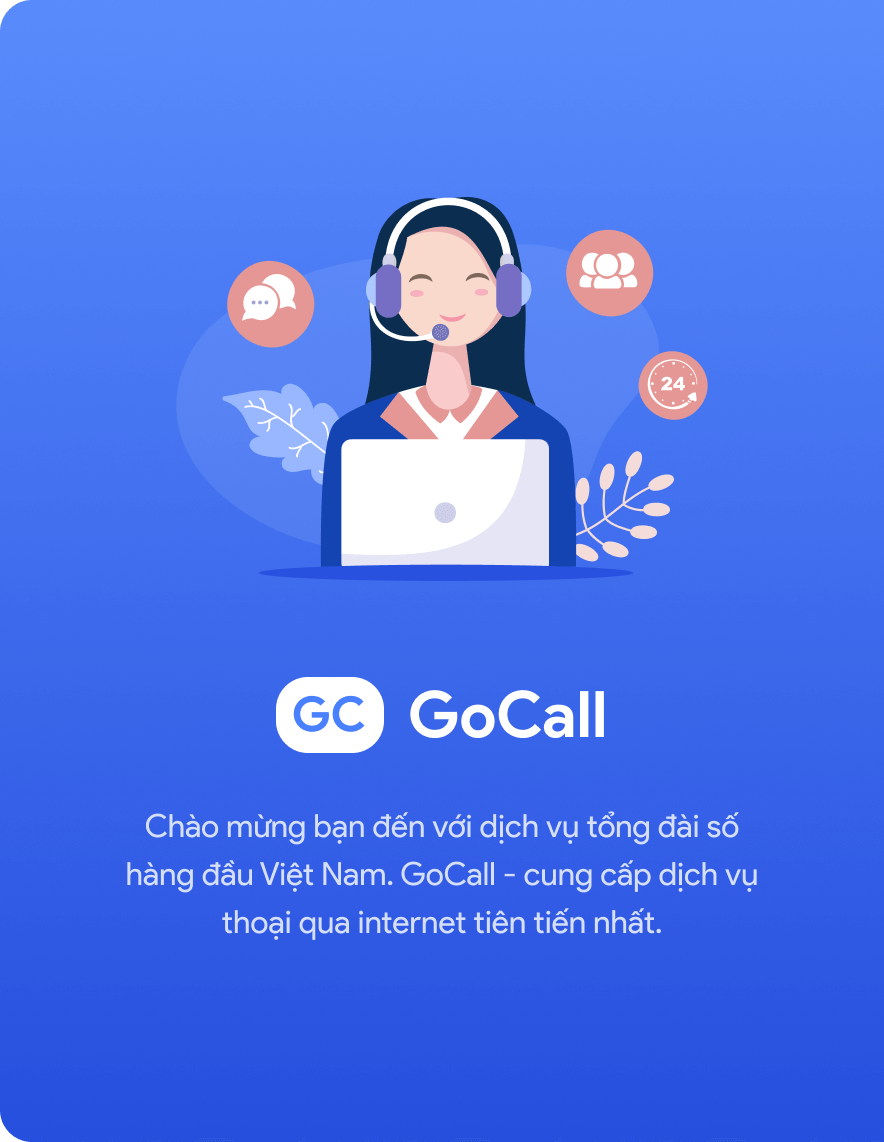 24
GC GoCall
Chào mừng bạn đến với dịch vụ tổng đài số
hàng đầu Việt Nam. GoCall - cung cấp dịch vụ
thoại qua internet tiên tiến nhất.